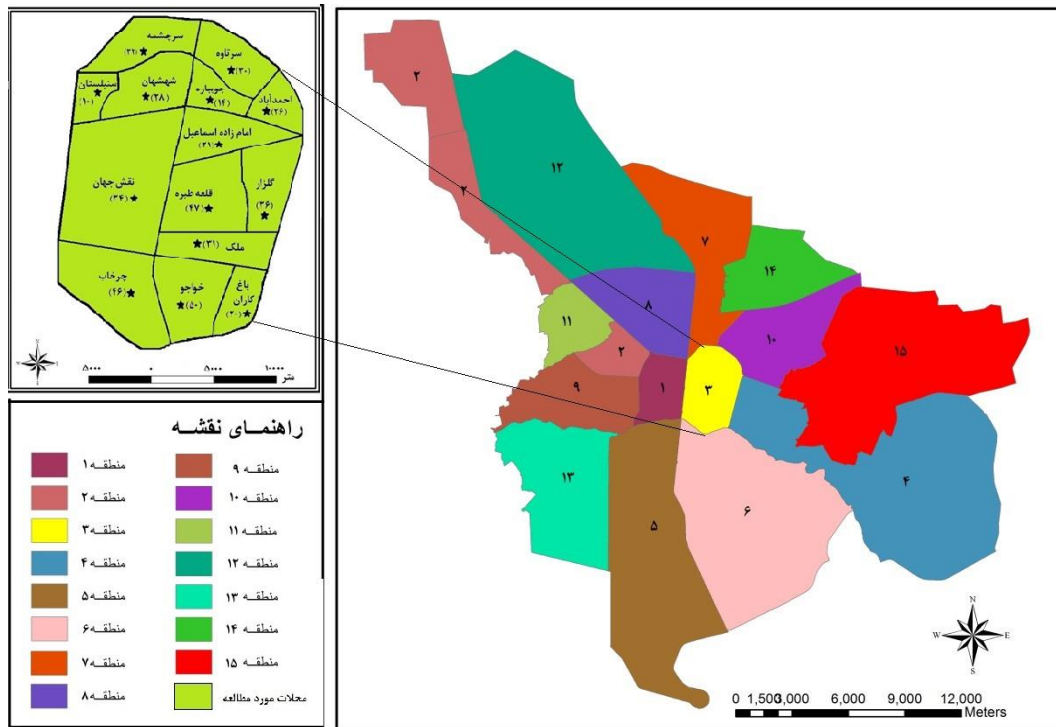 سرچشمه
(۳۲)
سرتاوه
(۳۰)
سنبلستان
(۱۰)
شهشهان
(۲۸)
جویباره
(۱۴)
احمدآباد
(۲۶)
امام زاده اسماعیل
(۲۱)
نقش جهان
(۳۴)
قلعه طبره
(۴۷)
گلزار
(۳۶)
ملک
(۳۱)
چرخاب
(۴۶)
خواجو
(۵۰)
باغ
کاران
(۲۰)
۵۰۰۰ ۰ ۵۰۰۰ ۱۰۰۰۰
متر
راهنمای نقشه
منطقه ۱
منطقه ۲
منطقه ۳
منطقه ۴
منطقه ۵
منطقه ۶
منطقه ۷
منطقه ۸
منطقه ۹
منطقه ۱۰
منطقه ۱۱
منطقه ۱۲
منطقه ۱۳
منطقه ۱۴
منطقه ۱۵
محلات مورد مطالعه
۲
۱۲
۲
۷
۱۴
۸
۱۱
۱۰
۱۵
۲
۹
۱
۳
۱۳
۴
۶
۵
N
W E
S
0 1,500 3,000 6,000 9,000 12,000
Meters